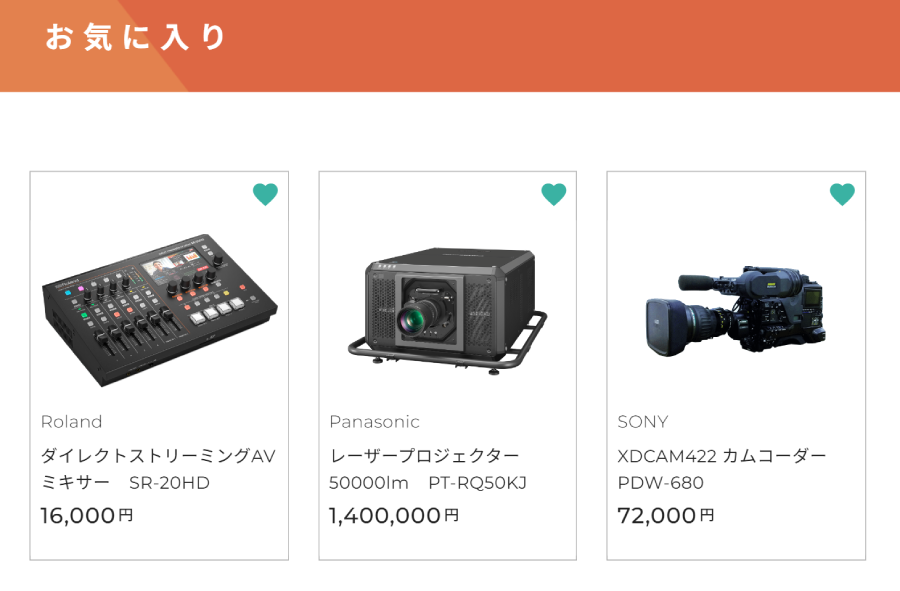 お気に入り
Roland
ダイレクトストリーミングAV
ミキサー　SR-20HD
16,000円
Panasonic
レーザープロジェクター
50000lm　PT-RQ50KJ
1,400,000円
SONY
XDCAM422 カムコーダー
PDW-680
72,000円